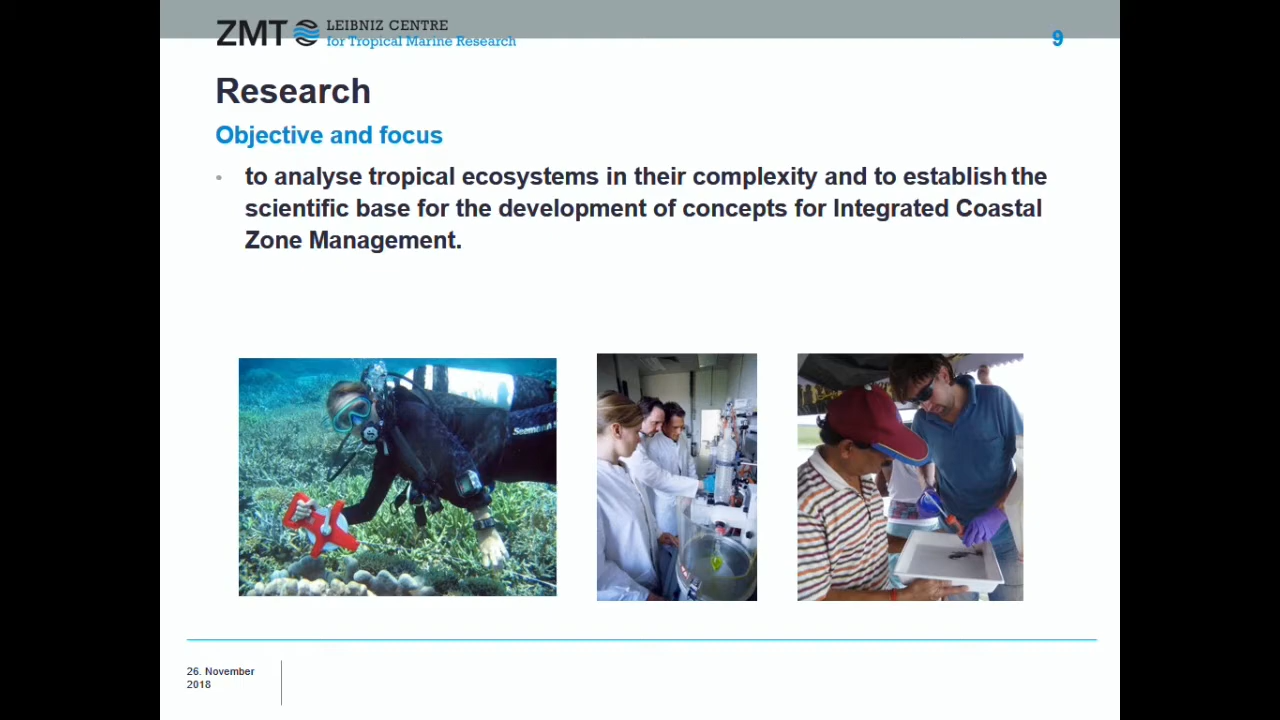 ZMT LEIBNIZ CENTRE
for Tropical Marine Research
9
Research
Objective and focus
• to analyse tropical ecosystems in their complexity and to establish the
scientific base for the development of concepts for Integrated Coastal
Zone Management.
26. November
2018